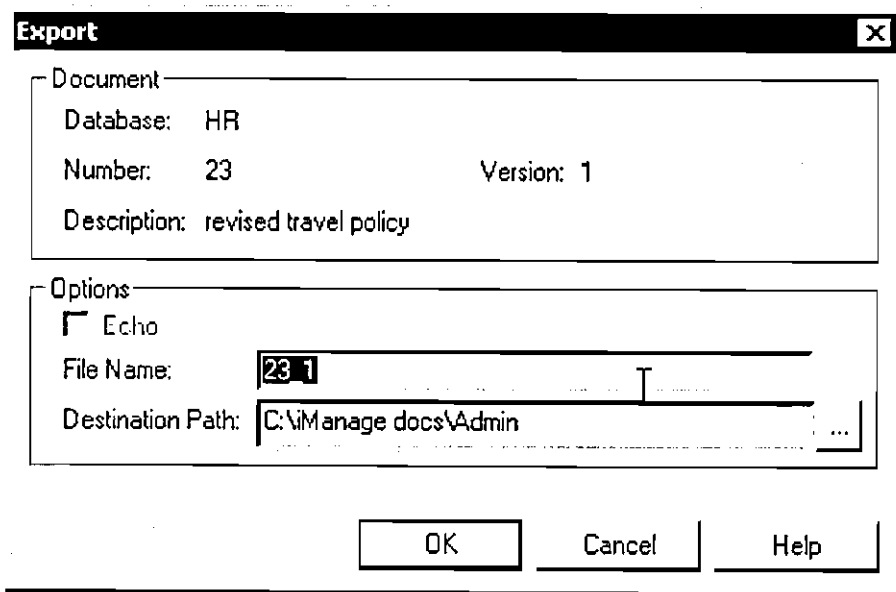 Export
Document
Database: HR
Number: 23 Version: 1
Description: revised travel policy
Options
Echo
File Name: 23_1
Destination Path: C:\iManage docs\Admin ...
OK Cancel Help